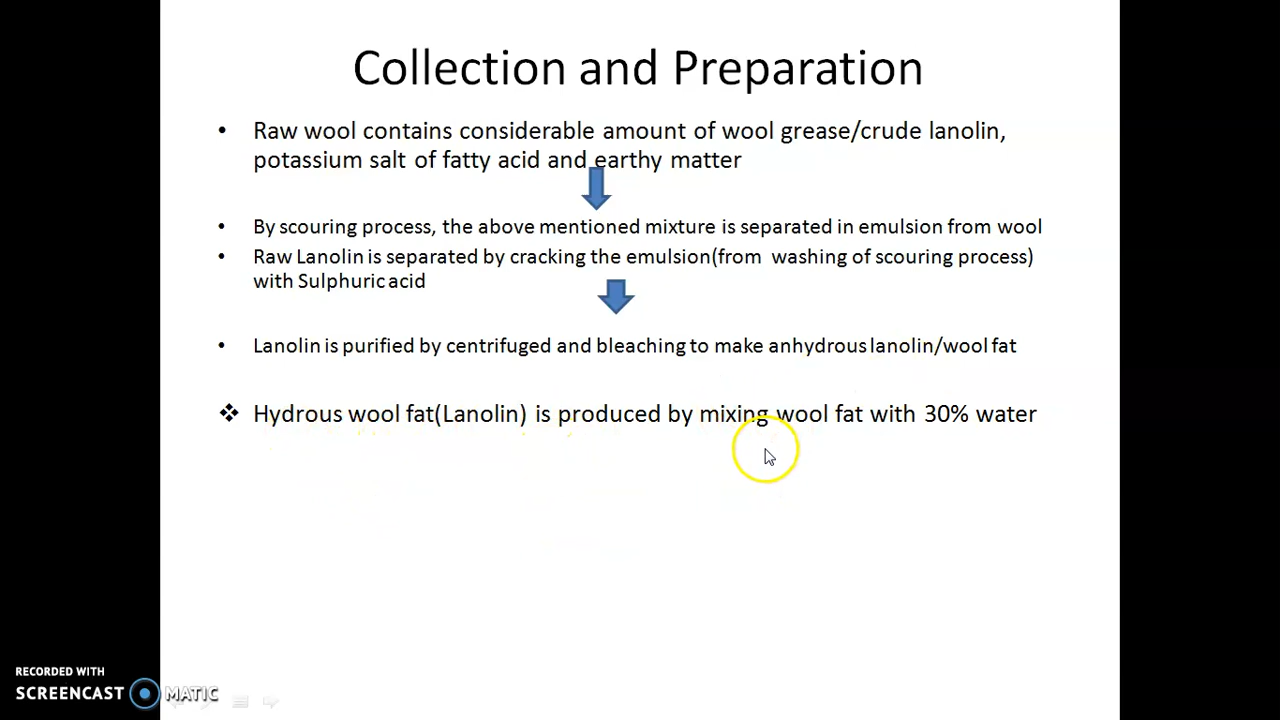 Collection and Preparation
• Raw wool contains considerable amount of wool grease/crude lanolin,
potassium salt of fatty acid and earthy matter
• By scouring process, the above mentioned mixture is separated in emulsion from wool
• Raw Lanolin is separated by cracking the emulsion(from washing of scouring process)
with Sulphuric acid
• Lanolin is purified by centrifuged and bleaching to make anhydrous lanolin/wool fat
❖ Hydrous wool fat(Lanolin) is produced by mixing wool fat with 30% water
RECORDED WITH
SCREENCAST MATIC